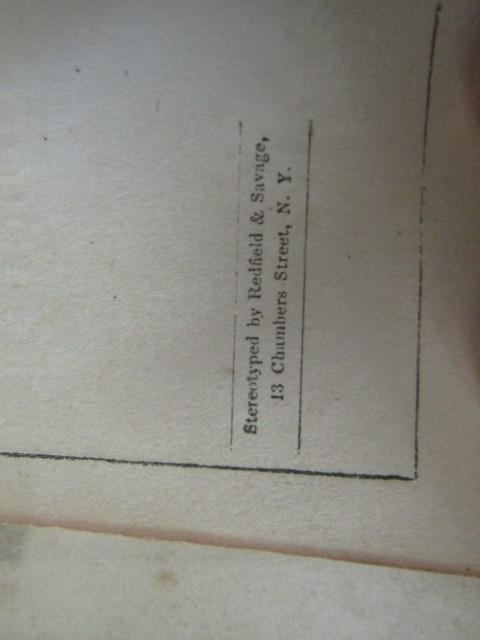 Stereotyped by Redfield & Savage,
13 Chambers Street, N. Y.